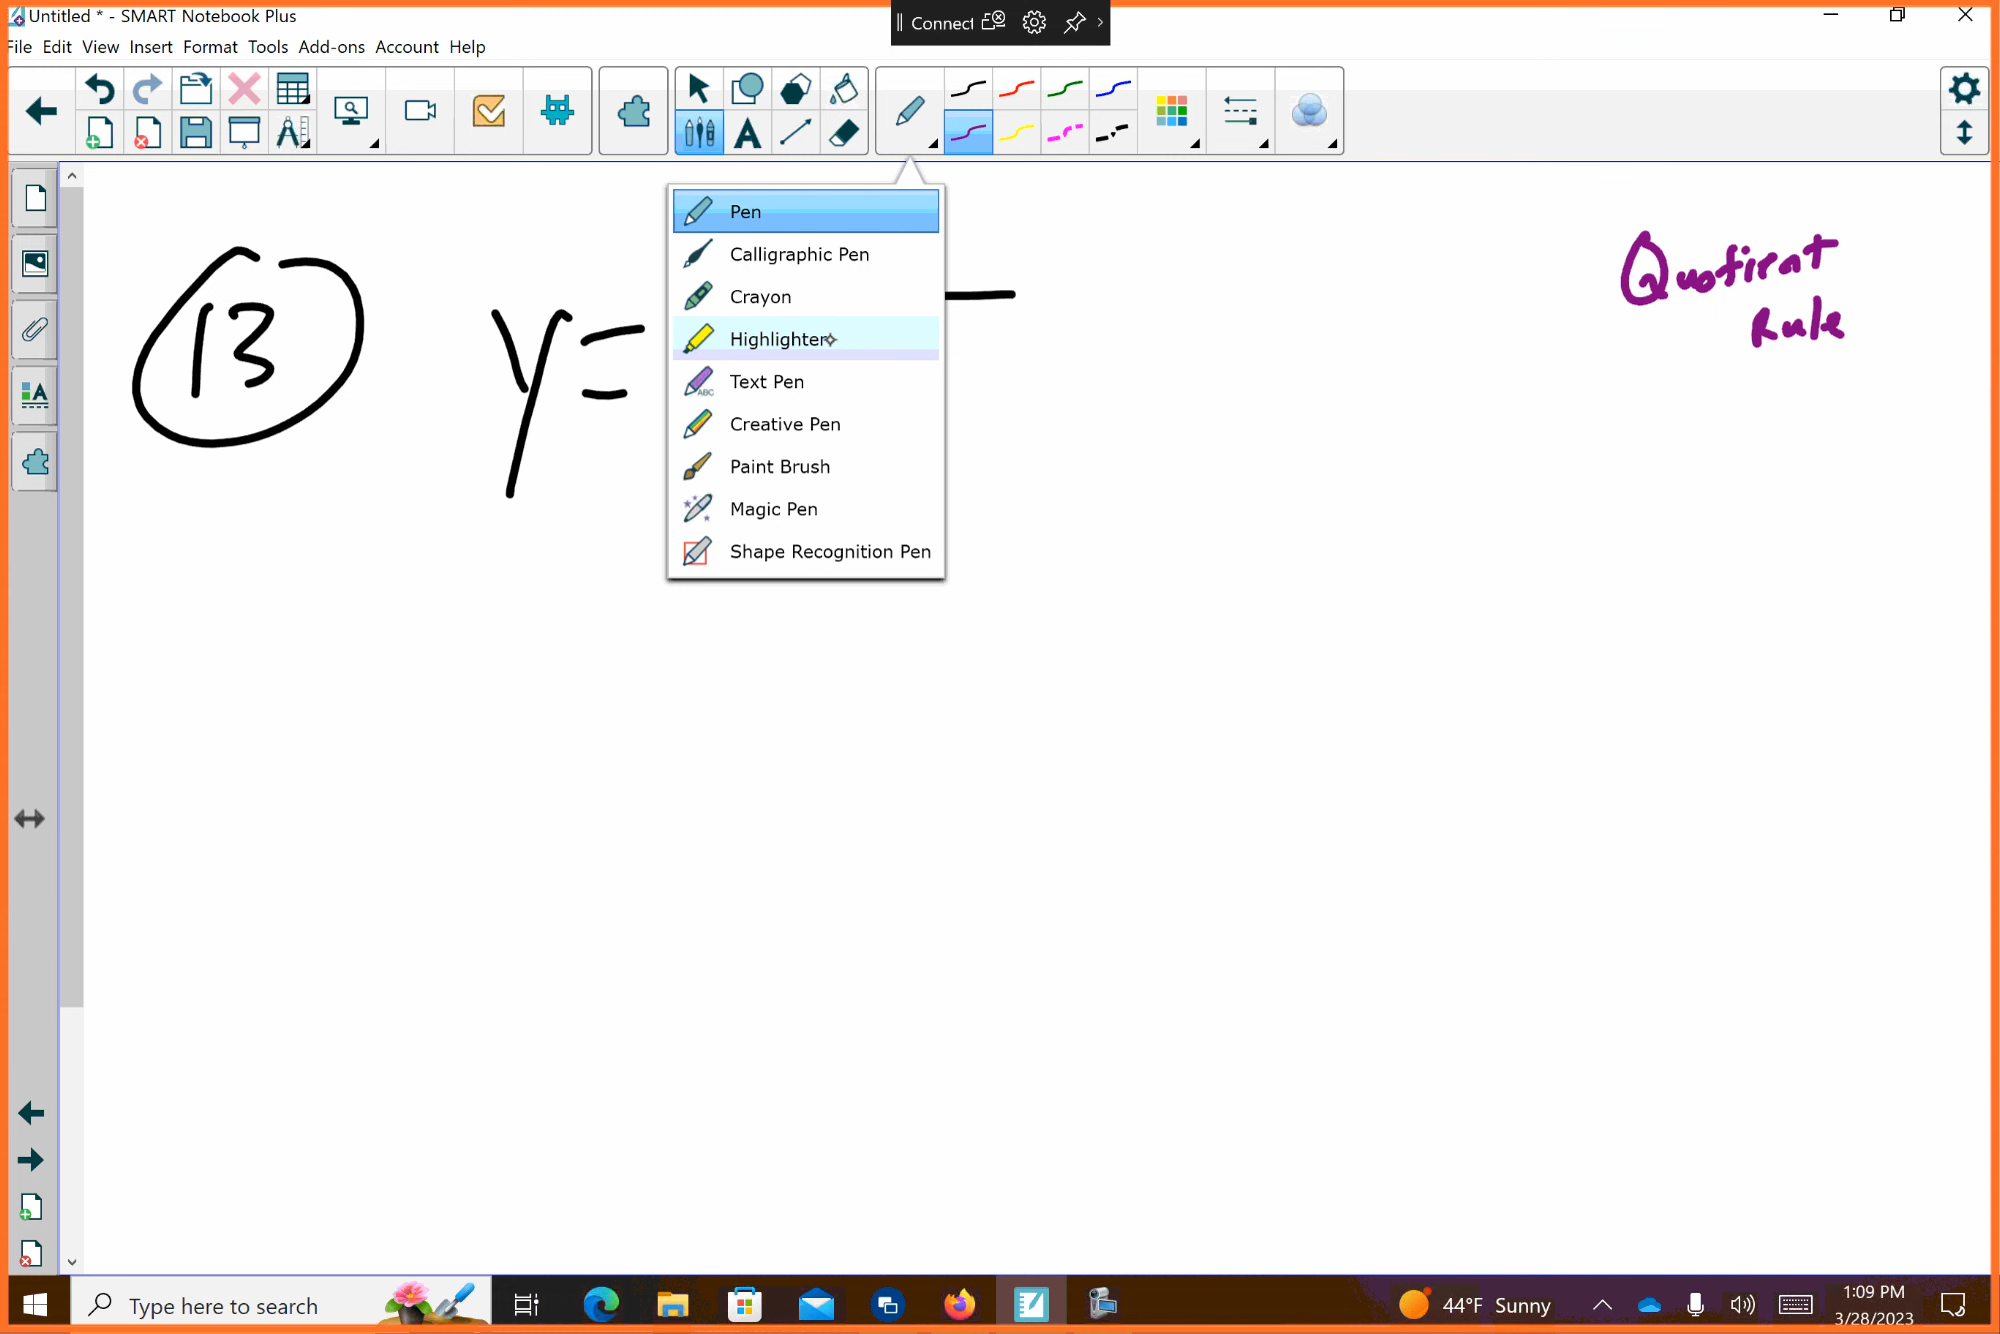 Untitled * - SMART Notebook Plus
Connect
File Edit View Insert Format Tools Add-ons Account Help
Pen
Calligraphic Pen
Crayon
Highlighter
Text Pen
ABC
Creative Pen
Paint Brush
Magic Pen
Shape Recognition Pen
13
y =
Quotient
Rule
Type here to search
44°F Sunny
1:09 PM
3/28/2023